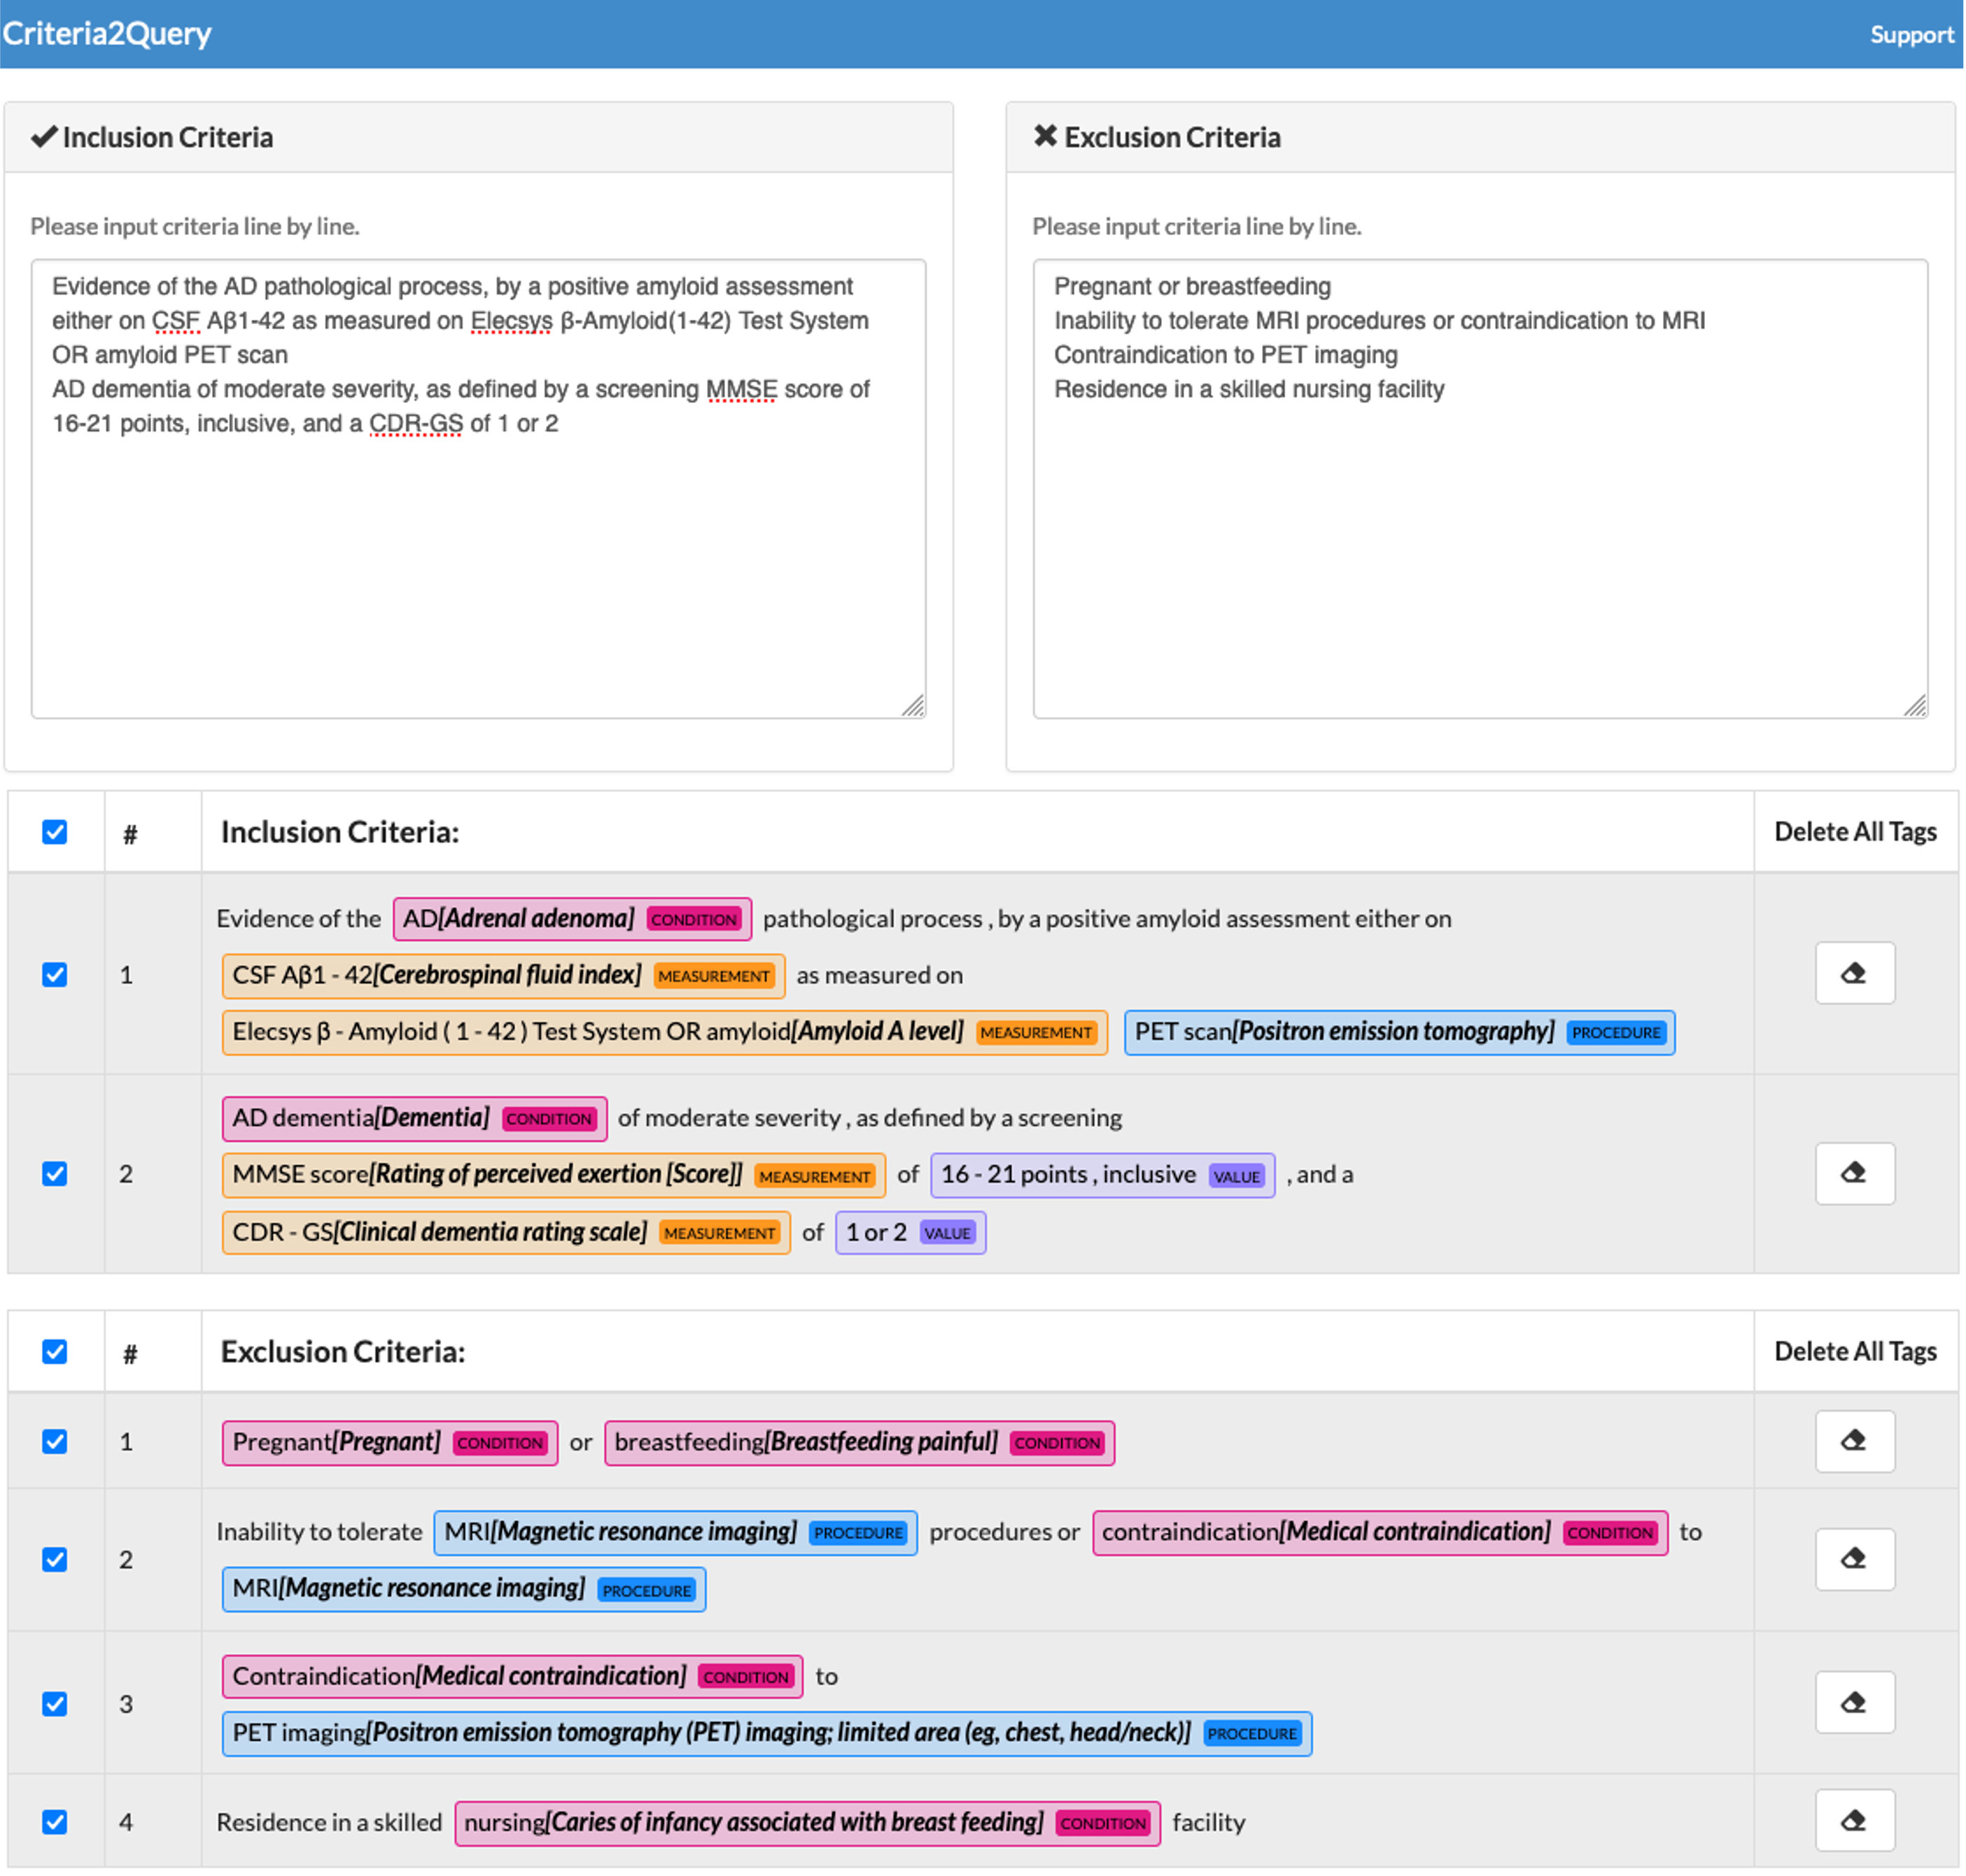 Criteria2Query
Support
Inclusion Criteria
Please input criteria line by line.
Evidence of the AD pathological process, by a positive amyloid assessment
either on CSF Aβ1-42 as measured on Elecsys β-Amyloid(1-42) Test System
OR amyloid PET scan
AD dementia of moderate severity, as defined by a screening MMSE score of
16-21 points, inclusive, and a CDR-GS of 1 or 2
Exclusion Criteria
Please input criteria line by line.
Pregnant or breastfeeding
Inability to tolerate MRI procedures or contraindication to MRI
Contraindication to PET imaging
Residence in a skilled nursing facility
# Inclusion Criteria: Delete All Tags
Evidence of the AD[Adrenal adenoma] CONDITION pathological process , by a positive amyloid assessment either on
1 CSF Aβ1 - 42[Cerebrospinal fluid index] MEASUREMENT as measured on
Elecsys β - Amyloid ( 1 - 42 ) Test System OR amyloid[Amyloid A level] MEASUREMENT PET scan[Positron emission tomography] PROCEDURE
AD dementia[Dementia] CONDITION of moderate severity , as defined by a screening
2 MMSE score[Rating of perceived exertion [Score]] MEASUREMENT of 16 - 21 points , inclusive VALUE , and a
CDR - GS[Clinical dementia rating scale] MEASUREMENT of 1 or 2 VALUE
# Exclusion Criteria: Delete All Tags
1 Pregnant[Pregnant] CONDITION or breastfeeding[Breastfeeding painful] CONDITION
2 Inability to tolerate MRI[Magnetic resonance imaging] PROCEDURE procedures or contraindication[Medical contraindication] CONDITION to
MRI[Magnetic resonance imaging] PROCEDURE
3 Contraindication[Medical contraindication] CONDITION to
PET imaging[Positron emission tomography (PET) imaging; limited area (eg, chest, head/neck)] PROCEDURE
4 Residence in a skilled nursing[Caries of infancy associated with breast feeding] CONDITION facility